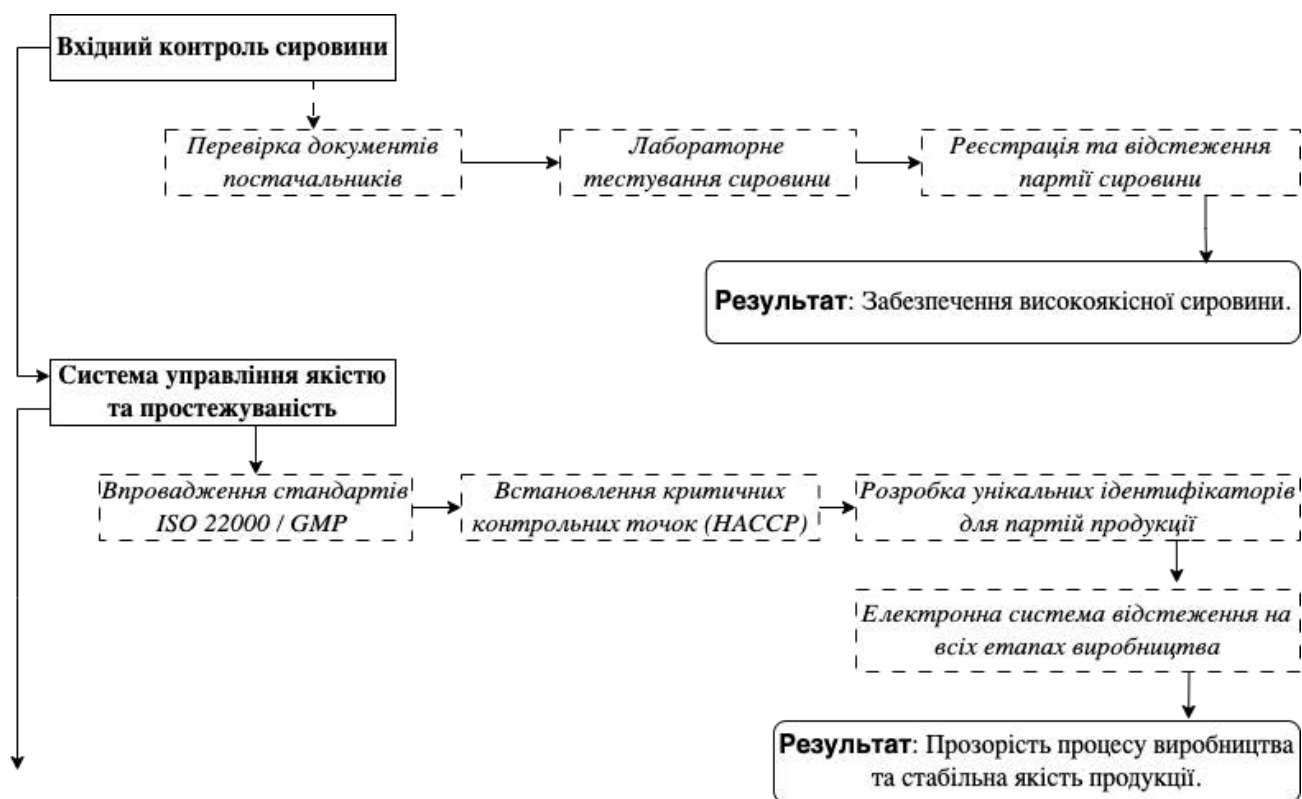 Вхідний контроль сировини
Перевірка документів
постачальників
Лабораторне
тестування сировини
Реєстрація та відстеження
партії сировини
Результат: Забезпечення високоякісної сировини.
Система управління якістю
та простежуваність
Впровадження стандартів
ISO 22000 / GMP
Встановлення критичних
контрольних точок (HACCP)
Розробка унікальних ідентифікаторів
для партій продукції
Електронна система відстеження на
всіх етапах виробництва
Результат: Прозорість процесу виробництва
та стабільна якість продукції.